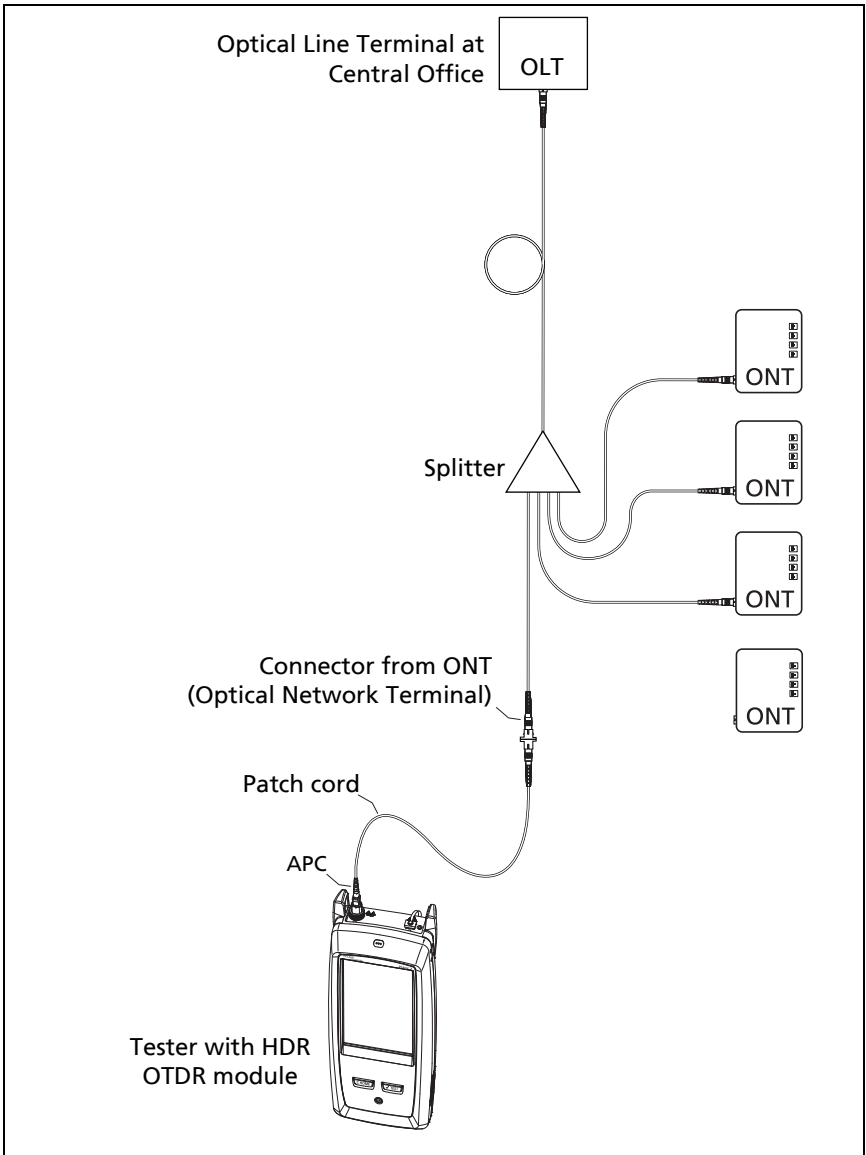 Optical Line Terminal at
Central Office
OLT
ONT
Splitter
ONT
ONT
Connector from ONT
(Optical Network Terminal)
ONT
Patch cord
APC
Tester with HDR
OTDR module